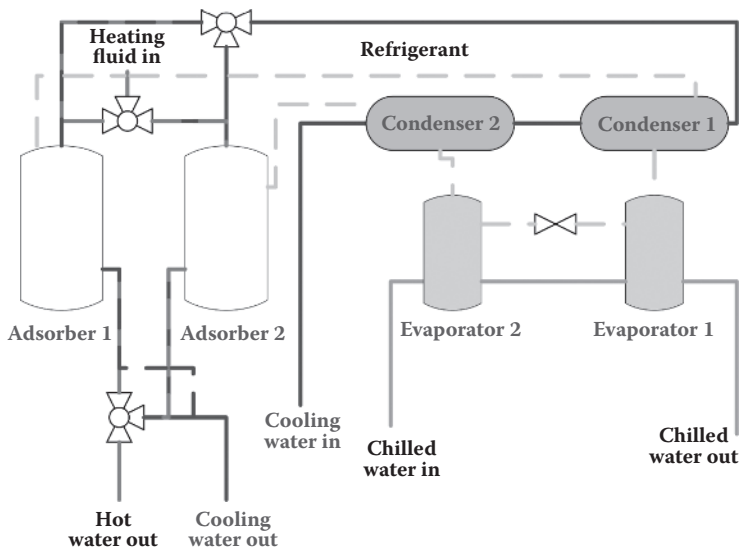 Heating
fluid in
Refrigerant
Condenser 2
Condenser 1
Adsorber 1
Adsorber 2
Evaporator 2
Evaporator 1
Cooling
water in
Chilled
water in
Chilled
water out
Hot
water out
Cooling
water out